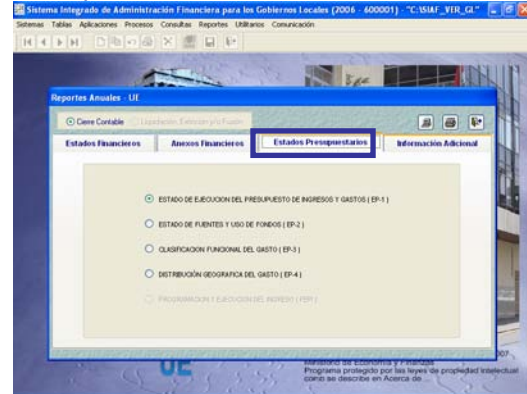 Sistema Integrado de Administración Financiera para los Gobiernos Locales (2006 - 600001) - "C:\SIAF_VFR_GL"
Sistemas Tablas Aplicaciones Procesos Consultas Reportes Utilitarios Comunicación
Reportes Anuales - UE
Cierre Contable
Estados Financieros Anexos Financieros Estados Presupuestarios Información Adicional
ESTADO DE EJECUCION DEL PRESUPUESTO DE INGRESOS Y GASTOS ( EP-1 )
ESTADO DE FUENTES Y USO DE FONDOS ( EP-2 )
CLASIFICACION FUNCIONAL DEL GASTO ( EP-3 )
DISTRIBUCIÓN GEOGRAFICA DEL GASTO ( EP-4 )
PROGRAMACION Y EJECUCION DEL INGRESO ( PEPI )
UE
Ministerio de Economía y Finanzas
Programa protegido por las leyes de propiedad intelectual
como se describe en Acerca de...